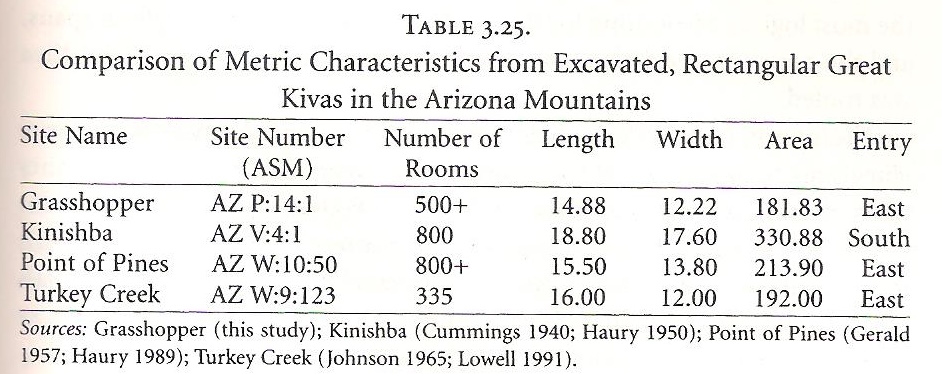 TABLE 3.25.
Comparison of Metric Characteristics from Excavated, Rectangular Great
Kivas in the Arizona Mountains
Site Name Site Number Number of Length Width Area Entry
(ASM) Rooms
Grasshopper AZ P:14:1 500+ 14.88 12.22 181.83 East
Kinishba AZ V:4:1 800 18.80 17.60 330.88 South
Point of Pines AZ W:10:50 800+ 15.50 13.80 213.90 East
Turkey Creek AZ W:9:123 335 16.00 12.00 192.00 East
Sources: Grasshopper (this study); Kinishba (Cummings 1940; Haury 1950); Point of Pines (Gerald
1957; Haury 1989); Turkey Creek (Johnson 1965; Lowell 1991).